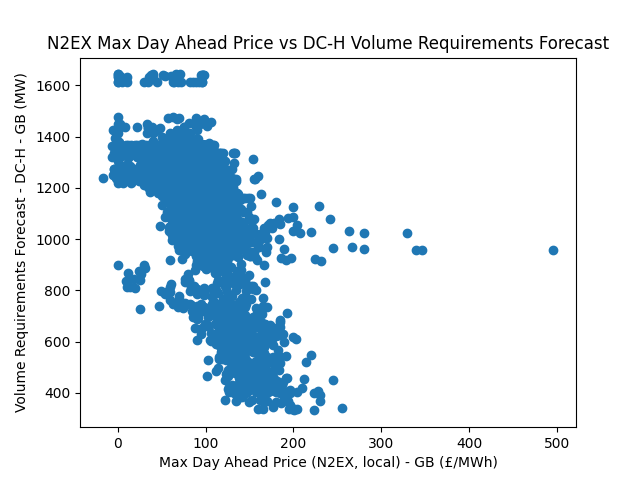 N2EX Max Day Ahead Price vs DC-H Volume Requirements Forecast
Volume Requirements Forecast - DC-H - GB (MW)
1600
1400
1200
1000
800
600
400
0 100 200 300 400 500
Max Day Ahead Price (N2EX, local) - GB (£/MWh)